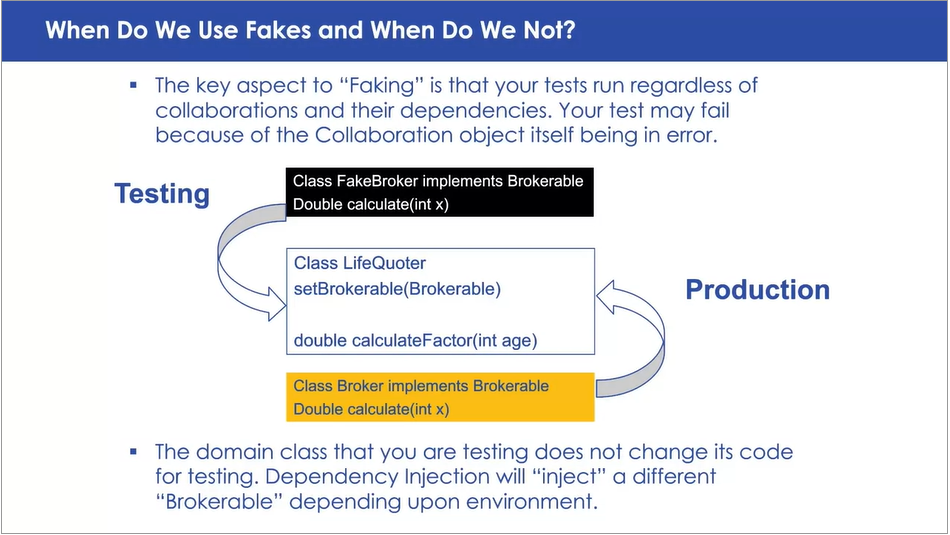 When Do We Use Fakes and When Do We Not?
▪ The key aspect to “Faking” is that your tests run regardless of
collaborations and their dependencies. Your test may fail
because of the Collaboration object itself being in error.
Testing
Class FakeBroker implements Brokerable
Double calculate(int x)
Class LifeQuoter
setBrokerable(Brokerable)
double calculateFactor(int age)
Production
Class Broker implements Brokerable
Double calculate(int x)
▪ The domain class that you are testing does not change its code
for testing. Dependency Injection will “inject” a different
“Brokerable” depending upon environment.